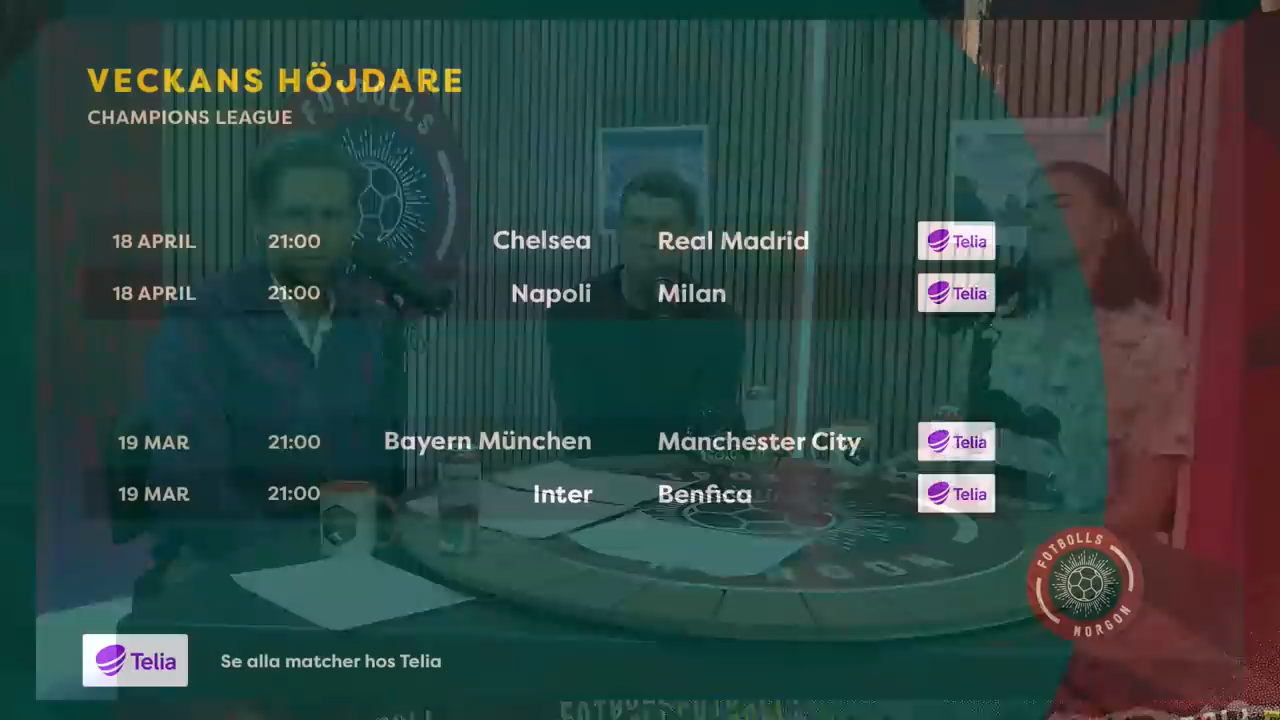 VECKANS HÖJDARE
CHAMPIONS LEAGUE
FOTBOLLS
18 APRIL 21:00 Chelsea Real Madrid Telia
18 APRIL 21:00 Napoli Milan Telia
19 MAR 21:00 Bayern München Manchester City Telia
19 MAR 21:00 Inter Benfica Telia
FOTBOLLS
MORGON
Telia Se alla matcher hos Telia